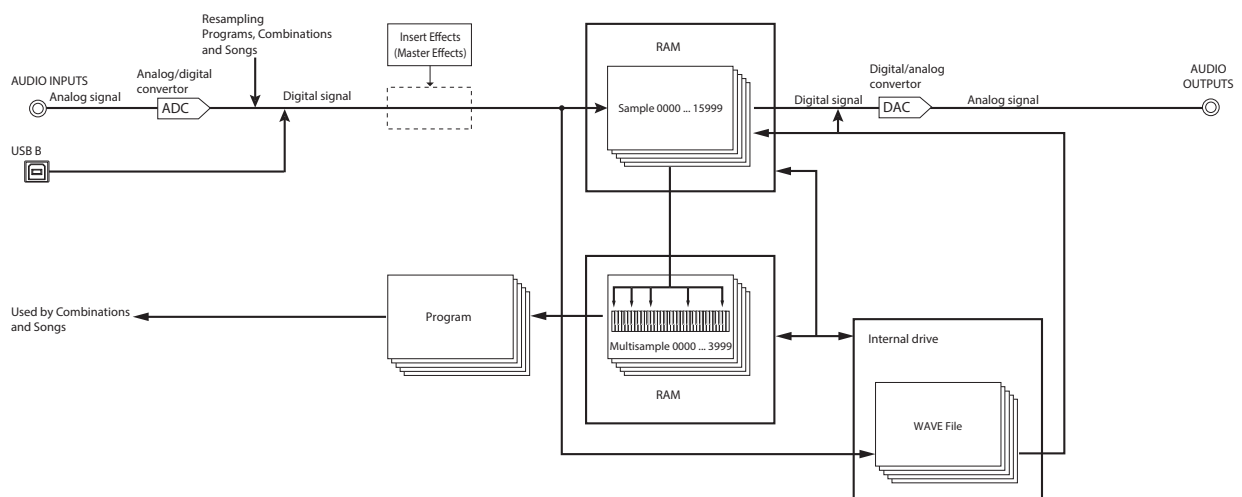 Resampling
Programs, Combinations
and Songs
Insert Effects
(Master Effects)
RAM
AUDIO INPUTS
Analog signal
Analog/digital
convertor
ADC
Digital signal
Sample 0000 ... 15999
Digital signal
Digital/analog
convertor
DAC
Analog signal
AUDIO
OUTPUTS
USB B
Used by Combinations
and Songs
Program
Multisample 0000 ... 3999
RAM
Internal drive
WAVE File